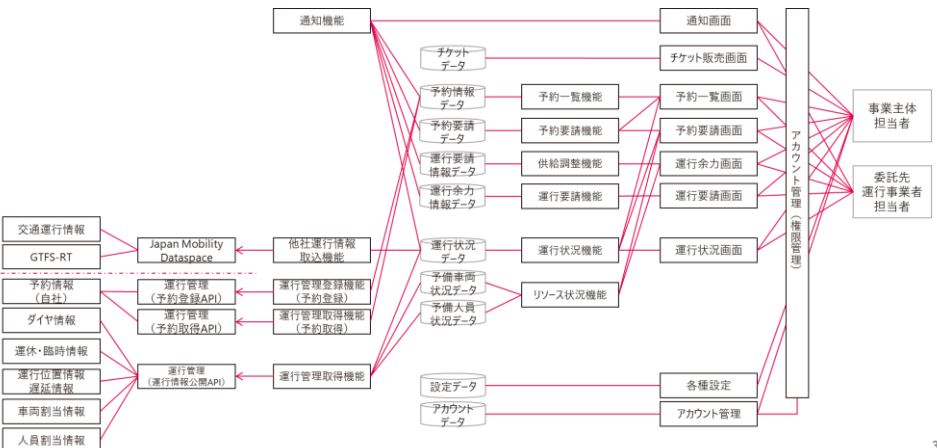 通知機能
通知画面
チケット
データ
チケット販売画面
予約情報
データ
予約一覧機能
予約一覧画面
予約要請
データ
予約要請機能
予約要請画面
運行要請
情報データ
供給調整機能
運行余力画面
運行余力
情報データ
運行要請機能
運行要請画面
アカウント管理（権限管理）
事業主体
担当者
委託先
運行事業者
担当者
交通運行情報
GTFS-RT
Japan Mobility
Dataspace
他社運行情報
取込機能
運行状況
データ
運行状況機能
運行状況画面
予約情報
（自社）
運行管理
（予約登録API）
運行管理登録機能
（予約登録）
予備車両
状況データ
リソース状況機能
ダイヤ情報
運行管理
（予約取得API）
運行管理取得機能
（予約取得）
予備人員
状況データ
運休・臨時情報
運行位置情報
遅延情報
運行管理
（運行情報公開API）
運行管理取得機能
設定データ
各種設定
車両割当情報
アカウント
データ
アカウント管理
人員割当情報